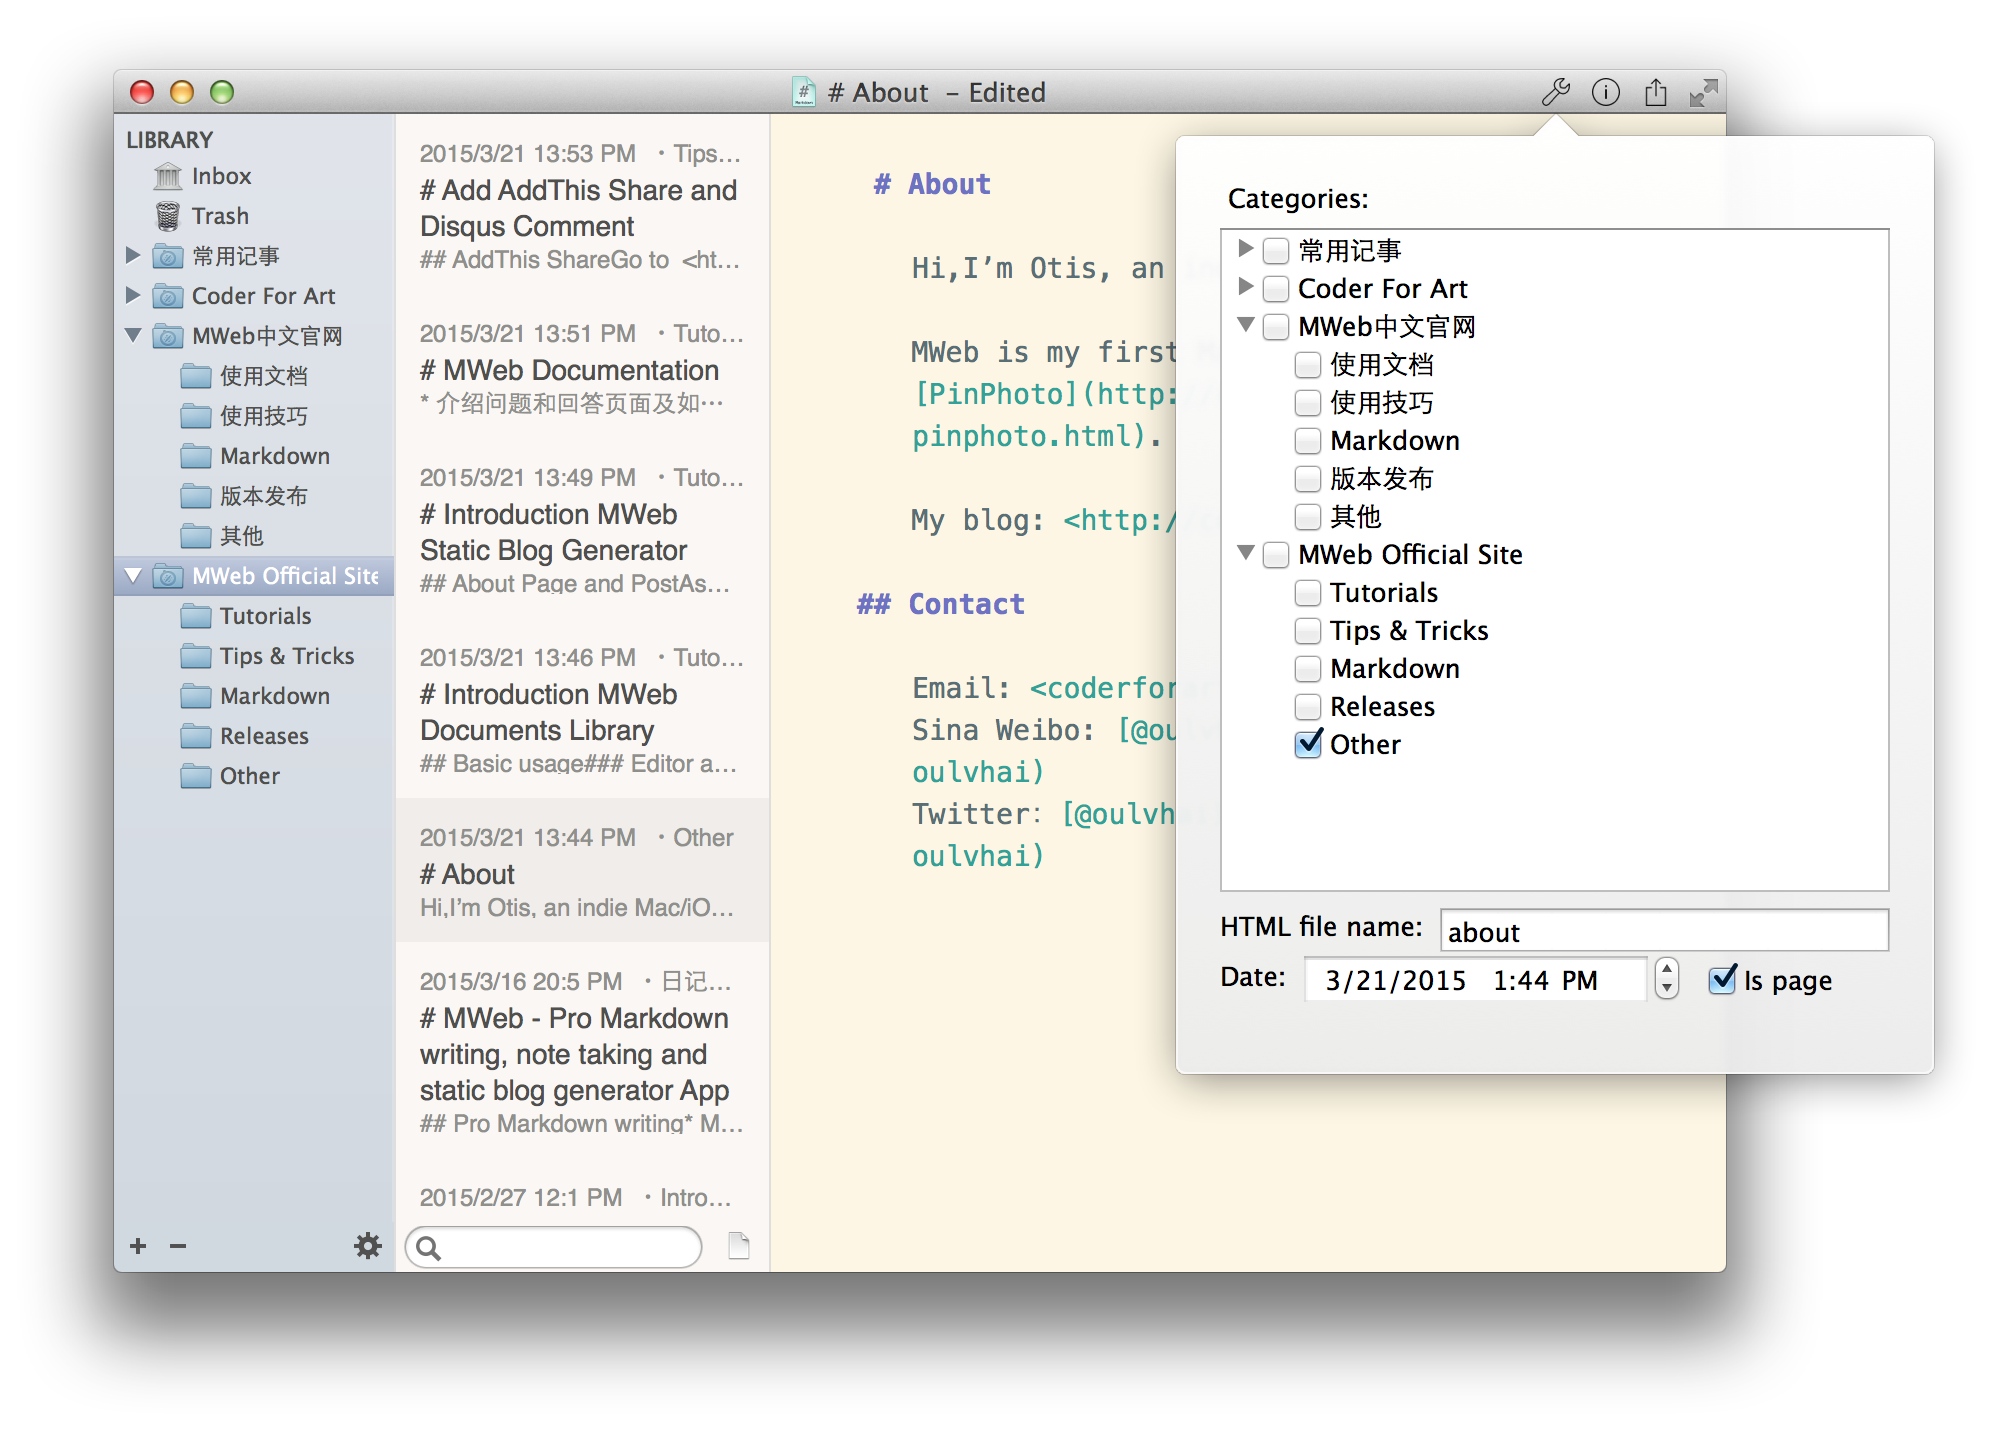 # About – Edited
LIBRARY
Inbox
Trash
常用记事
Coder For Art
MWeb中文官网
使用文档
使用技巧
Markdown
版本发布
其他
MWeb Official Site
Tutorials
Tips & Tricks
Markdown
Releases
Other
2015/3/21 13:53 PM ・Tips...
# Add AddThis Share and
Disqus Comment
## AddThis ShareGo to <ht...
2015/3/21 13:51 PM ・Tuto...
# MWeb Documentation
* 介绍问题和回答页面及如...
2015/3/21 13:49 PM ・Tuto...
# Introduction MWeb
Static Blog Generator
## About Page and PostAs...
2015/3/21 13:46 PM ・Tuto...
# Introduction MWeb
Documents Library
## Basic usage### Editor a...
2015/3/21 13:44 PM ・Other
# About
Hi,I’m Otis, an indie Mac/iO...
2015/3/16 20:5 PM ・日记...
# MWeb - Pro Markdown
writing, note taking and
static blog generator App
## Pro Markdown writing* M...
2015/2/27 12:1 PM ・Intro...
# About
Hi,I’m Otis, an
MWeb is my first
[PinPhoto](http:
pinphoto.html).
My blog: <http:/
## Contact
Email: <coderfor
Sina Weibo: [@ou
oulvhai)
Twitter: [@oulvh
oulvhai)
Categories:
常用记事
Coder For Art
MWeb中文官网
使用文档
使用技巧
Markdown
版本发布
其他
MWeb Official Site
Tutorials
Tips & Tricks
Markdown
Releases
Other
HTML file name: about
Date: 3/21/2015 1:44 PM Is page